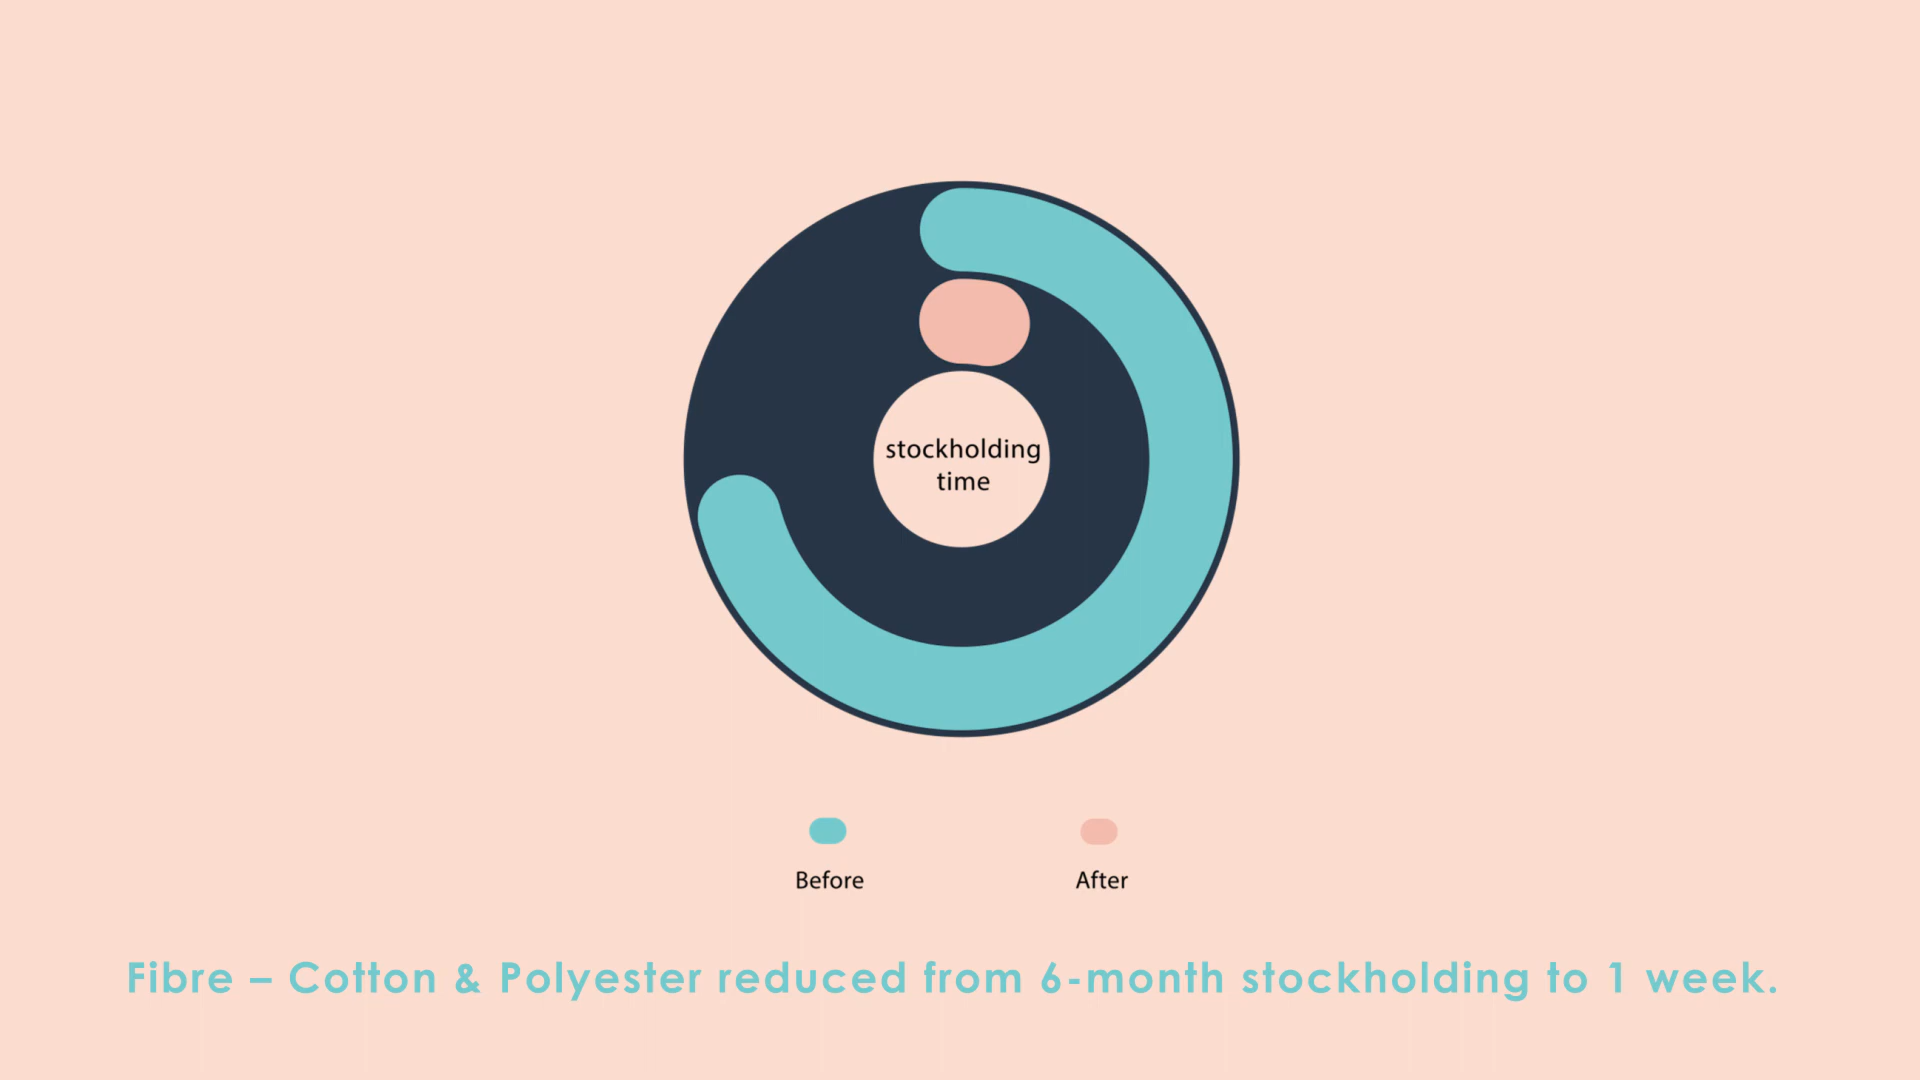 stockholding
time
Before
After
Fibre – Cotton & Polyester reduced from 6-month stockholding to 1 week.